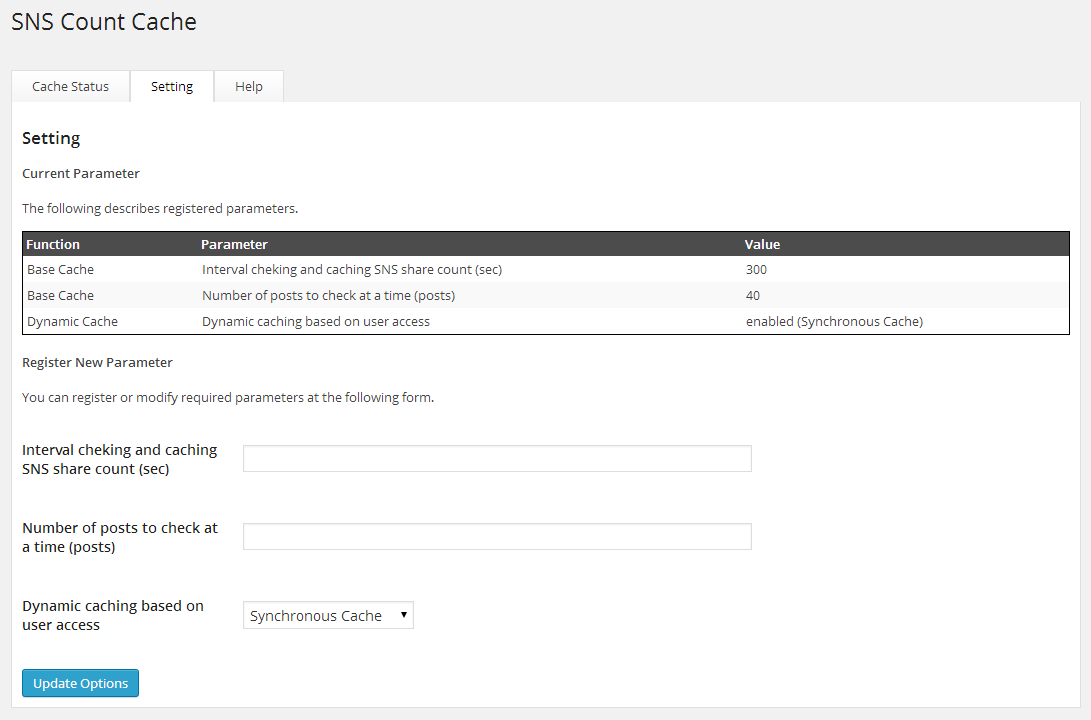 SNS Count Cache
Cache Status Setting Help
Setting
Current Parameter
The following describes registered parameters.
Function Parameter Value
Base Cache Interval cheking and caching SNS share count (sec) 300
Base Cache Number of posts to check at a time (posts) 40
Dynamic Cache Dynamic caching based on user access enabled (Synchronous Cache)
Register New Parameter
You can register or modify required parameters at the following form.
Interval cheking and caching
SNS share count (sec)
Number of posts to check at
a time (posts)
Dynamic caching based on
user access
Synchronous Cache
Update Options